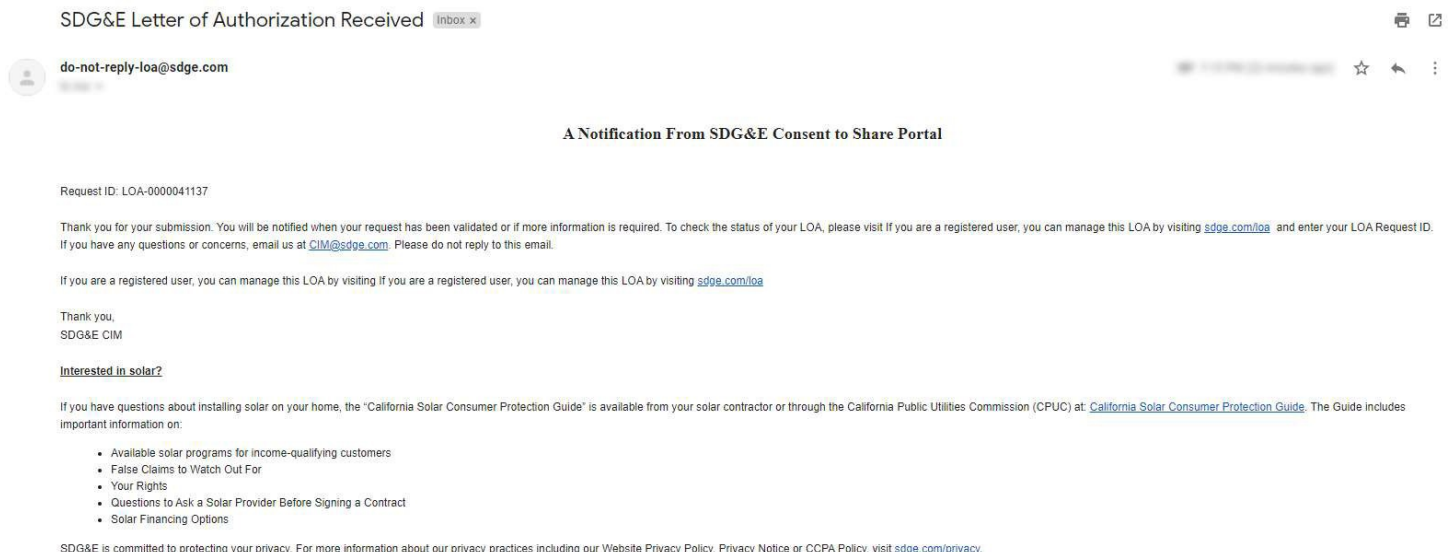 SDG&E Letter of Authorization Received Inbox x
do-not-reply-loa@sdge.com
A Notification From SDG&E Consent to Share Portal
Request ID: LOA-0000041137
Thank you for your submission. You will be notified when your request has been validated or if more information is required. To check the status of your LOA, please visit If you are a registered user, you can manage this LOA by visiting sdge.com/loa and enter your LOA Request ID.
If you have any questions or concerns, email us at CIM@sdge.com. Please do not reply to this email.
If you are a registered user, you can manage this LOA by visiting If you are a registered user, you can manage this LOA by visiting sdge.com/loa
Thank you,
SDG&E CIM
Interested in solar?
If you have questions about installing solar on your home, the “California Solar Consumer Protection Guide” is available from your solar contractor or through the California Public Utilities Commission (CPUC) at: California Solar Consumer Protection Guide. The Guide includes
important information on:
• Available solar programs for income-qualifying customers
• False Claims to Watch Out For
• Your Rights
• Questions to Ask a Solar Provider Before Signing a Contract
• Solar Financing Options
SDG&E is committed to protecting your privacy. For more information about our privacy practices including our Website Privacy Policy, Privacy Notice or CCPA Policy, visit sdge.com/privacy.